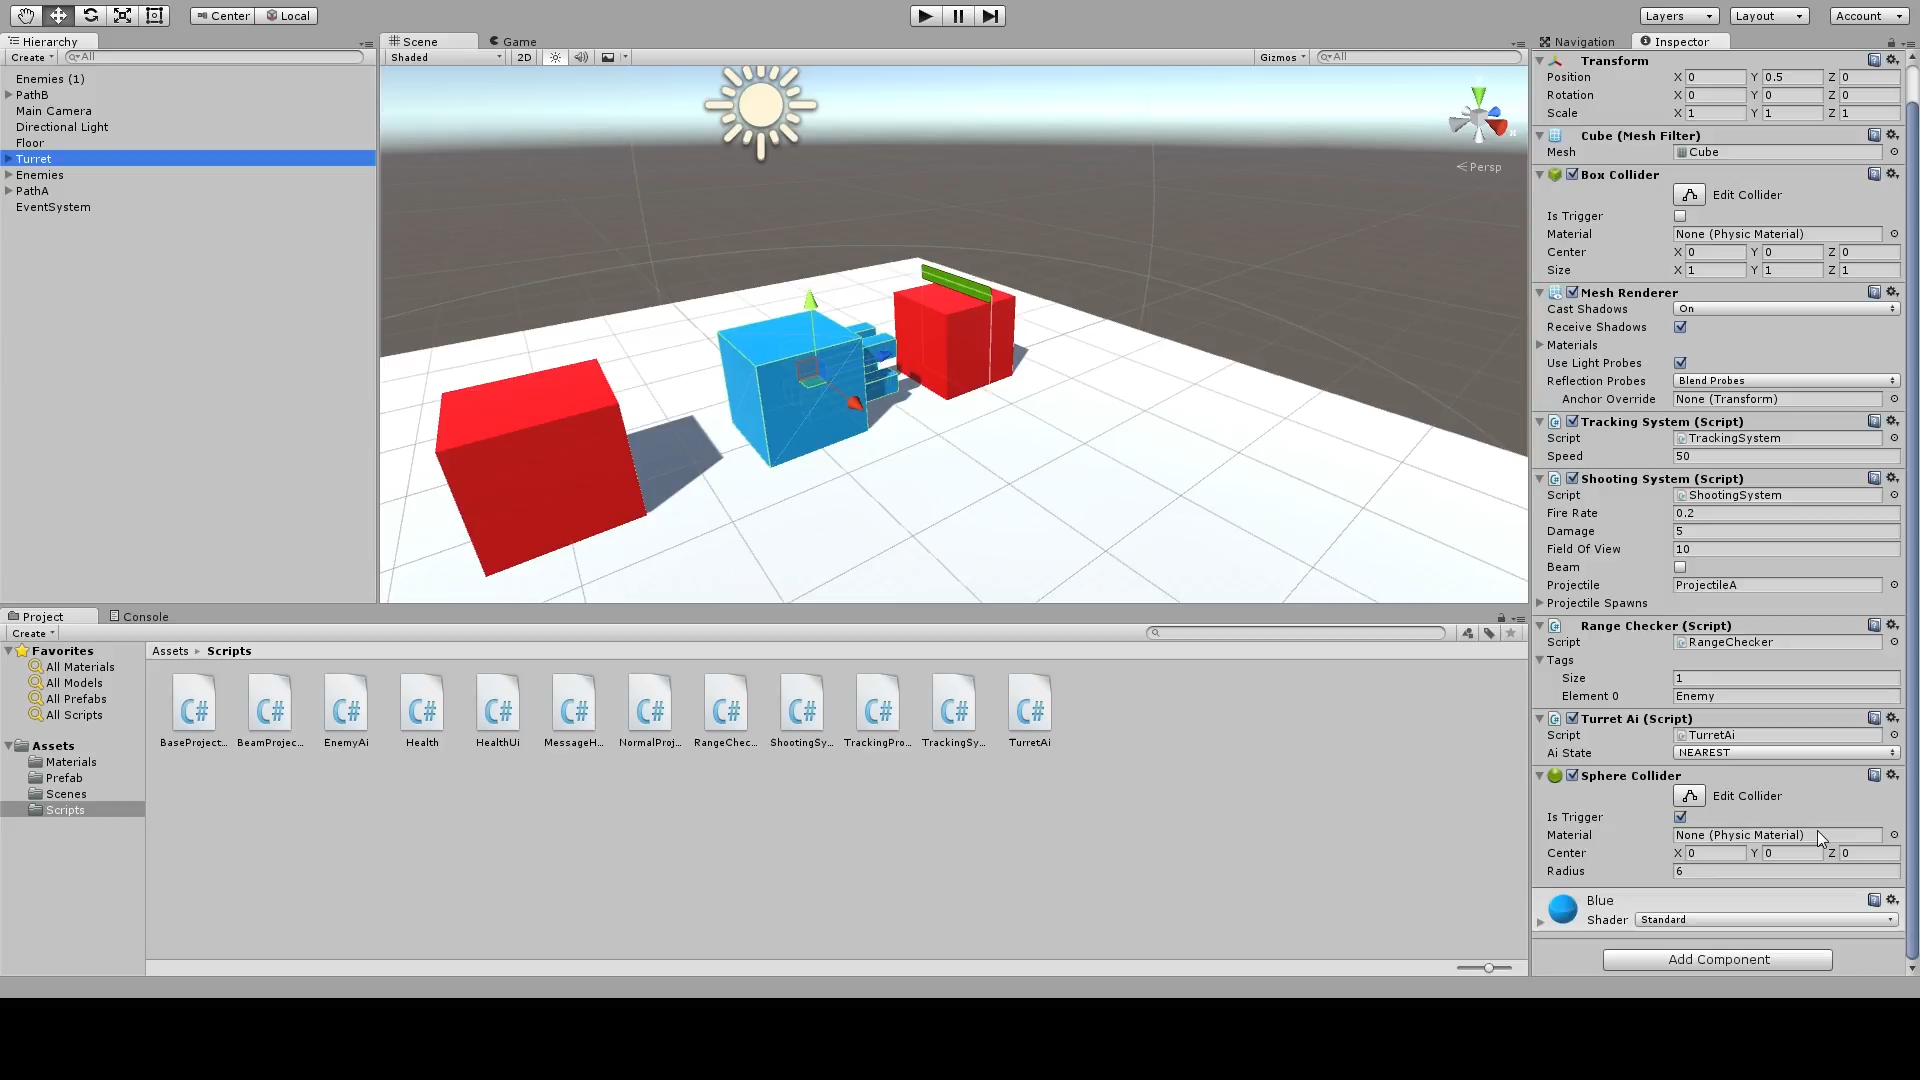 Center Local
Layers Layout Account
Hierarchy
Create All
Enemies (1)
PathB
Main Camera
Directional Light
Floor
Turret
Enemies
PathA
EventSystem
Scene Game
Shaded 2D Gizmos All
Persp
Project Console
Create
Favorites
All Materials
All Models
All Prefabs
All Scripts
Assets
Materials
Prefab
Scenes
Scripts
Assets Scripts
BaseProject... BeamProjec... EnemyAi Health HealthUi MessageH... NormalProj... RangeChec... ShootingSy... TrackingPro... TrackingSy... TurretAi
Navigation Inspector
Transform
Position X 0 Y 0.5 Z 0
Rotation X 0 Y 0 Z 0
Scale X 1 Y 1 Z 1
Cube (Mesh Filter)
Mesh Cube
Box Collider
Edit Collider
Is Trigger
Material None (Physic Material)
Center X 0 Y 0 Z 0
Size X 1 Y 1 Z 1
Mesh Renderer
Cast Shadows On
Receive Shadows
Materials
Use Light Probes
Reflection Probes Blend Probes
Anchor Override None (Transform)
Tracking System (Script)
Script TrackingSystem
Speed 50
Shooting System (Script)
Script ShootingSystem
Fire Rate 0.2
Damage 5
Field Of View 10
Beam
Projectile ProjectileA
Projectile Spawns
Range Checker (Script)
Script RangeChecker
Tags
Size 1
Element 0 Enemy
Turret Ai (Script)
Script TurretAi
Ai State NEAREST
Sphere Collider
Edit Collider
Is Trigger
Material None (Physic Material)
Center X 0 Y 0 Z 0
Radius 6
Blue
Shader Standard
Add Component